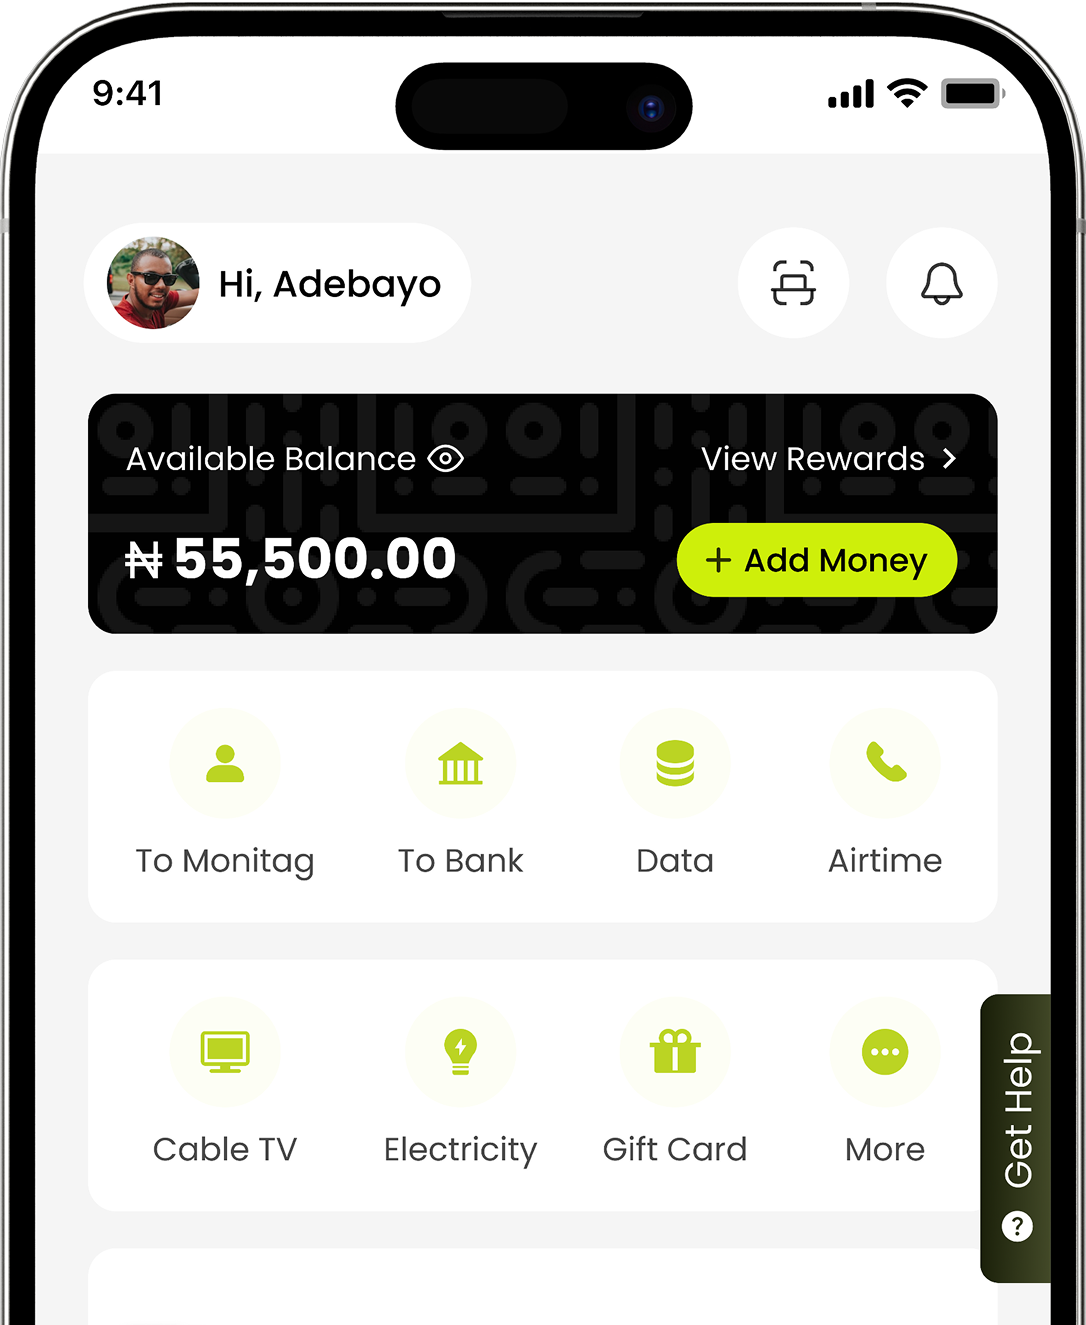 9:41
Hi, Adebayo
Available Balance
View Rewards
₦ 55,500.00
+ Add Money
To Monitag
To Bank
Data
Airtime
Cable TV
Electricity
Gift Card
More
Get Help
?